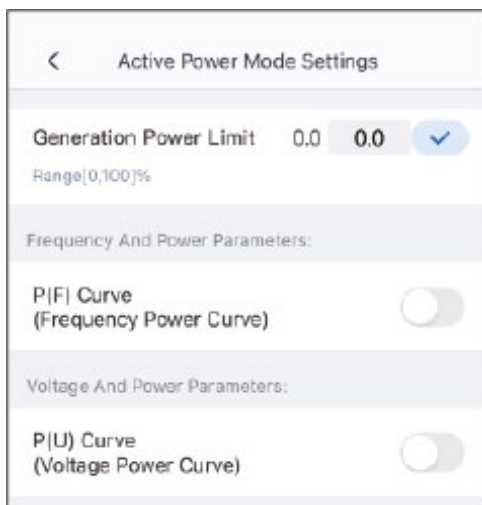 Active Power Mode Settings
Generation Power Limit 0.0 0.0
Range[0,100]%
Frequency And Power Parameters:
P(F) Curve
(Frequency Power Curve)
Voltage And Power Parameters:
P(U) Curve
(Voltage Power Curve)